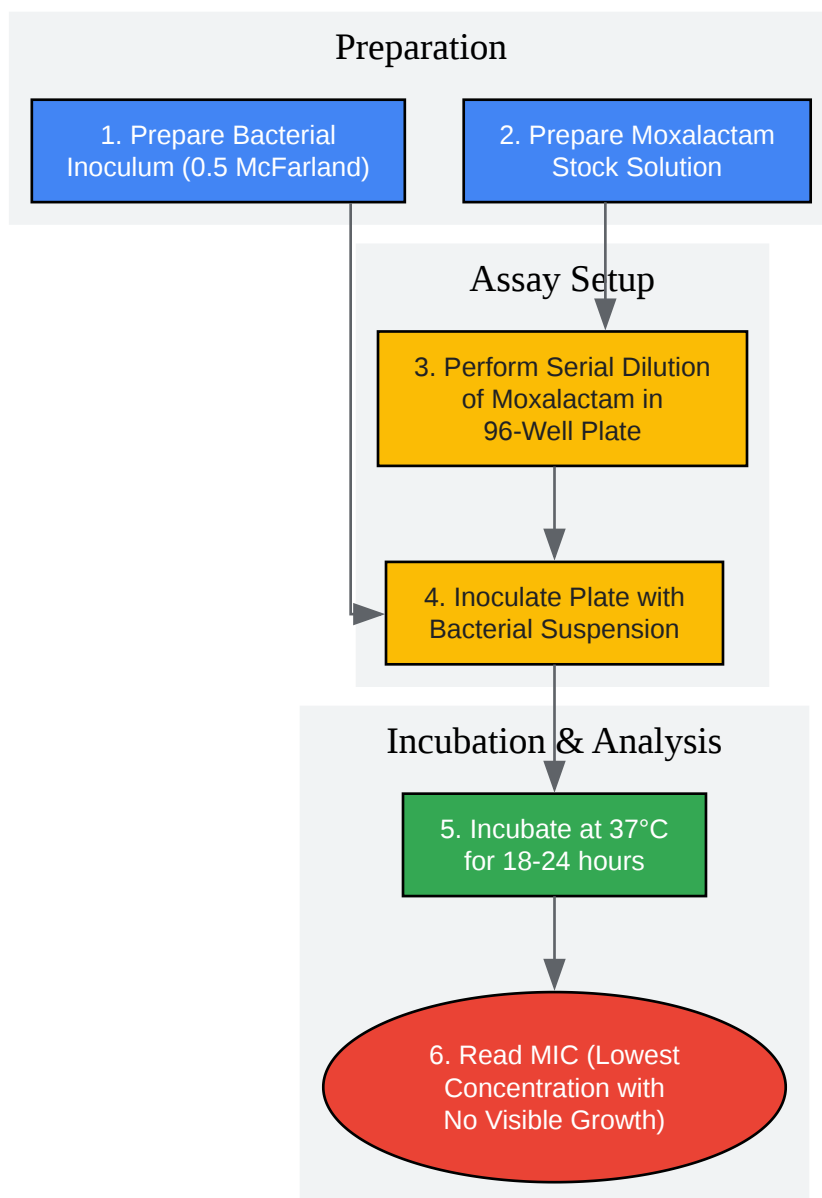 Preparation
1. Prepare Bacterial
Inoculum (0.5 McFarland)
2. Prepare Moxalactam
Stock Solution
Assay Setup
3. Perform Serial Dilution
of Moxalactam in
96-Well Plate
4. Inoculate Plate with
Bacterial Suspension
Incubation & Analysis
5. Incubate at 37°C
for 18-24 hours
6. Read MIC (Lowest
Concentration with
No Visible Growth)